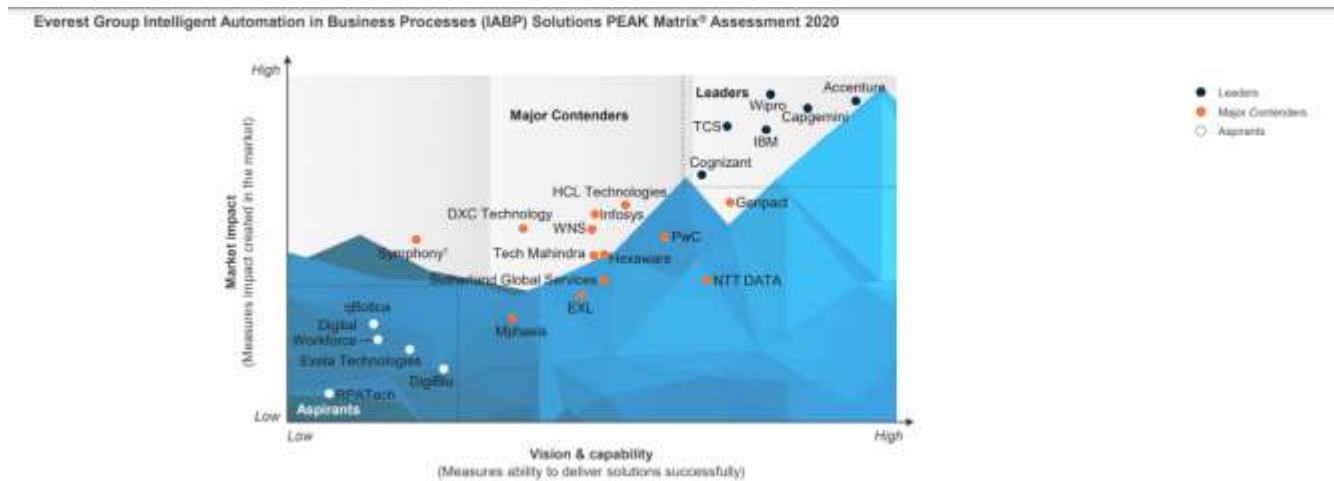 Everest Group Intelligent Automation in Business Processes (IABP) Solutions PEAK Matrix® Assessment 2020
High
Leaders
Accenture
Wipro
Capgemini
Major Contenders
TCS
IBM
Cognizant
HCL Technologies
Genpact
DXC Technology
Infosys
WNS
PwC
Symphony
Tech Mahindra
Hexaware
Sutherland Global Services
NTT DATA
EXL
qBotica
Digital
Workforce
Mphasis
Exela Technologies
DigiBlu
RPATech
Aspirants
Low
Market impact
(Measures impact created in the market)
Low
High
Vision & capability
(Measures ability to deliver solutions successfully)
Leaders
Major Contenders
Aspirants